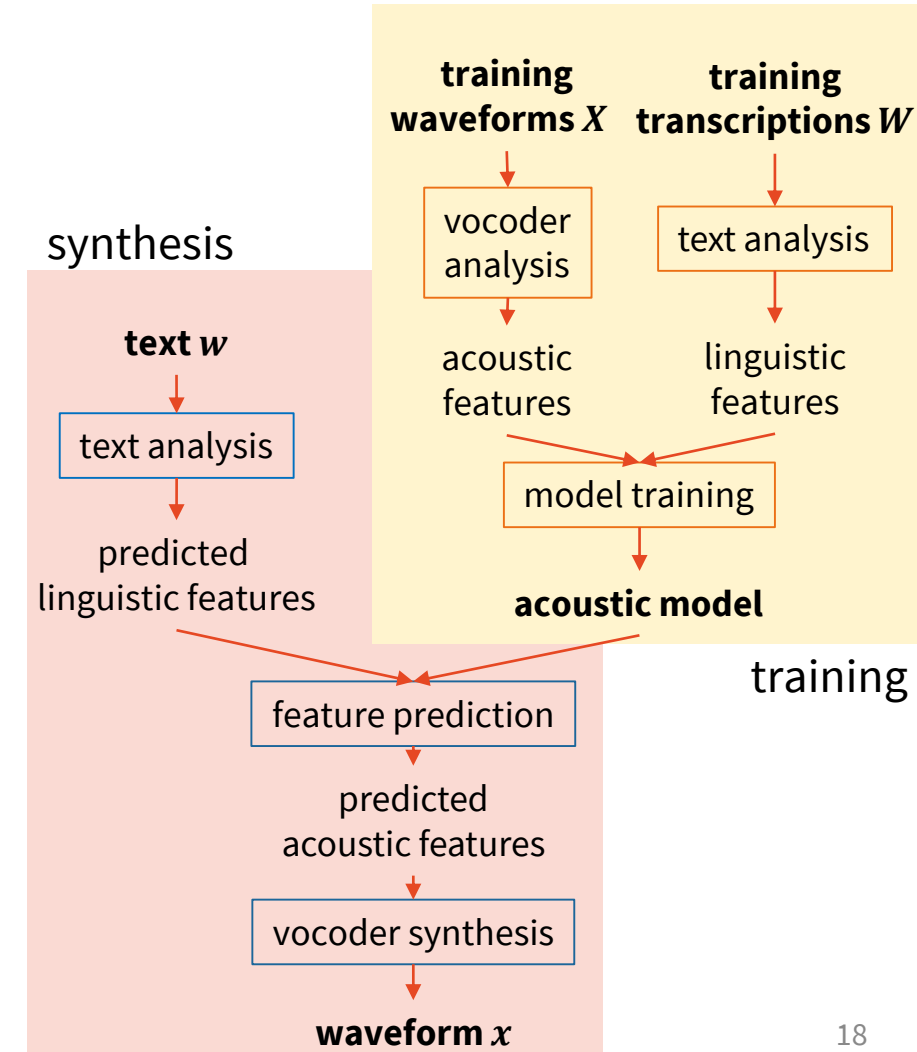 training
waveforms X
training
transcriptions W
vocoder
analysis
text analysis
acoustic
features
linguistic
features
model training
acoustic model
training
synthesis
text w
text analysis
predicted
linguistic features
feature prediction
predicted
acoustic features
vocoder synthesis
waveform x
18